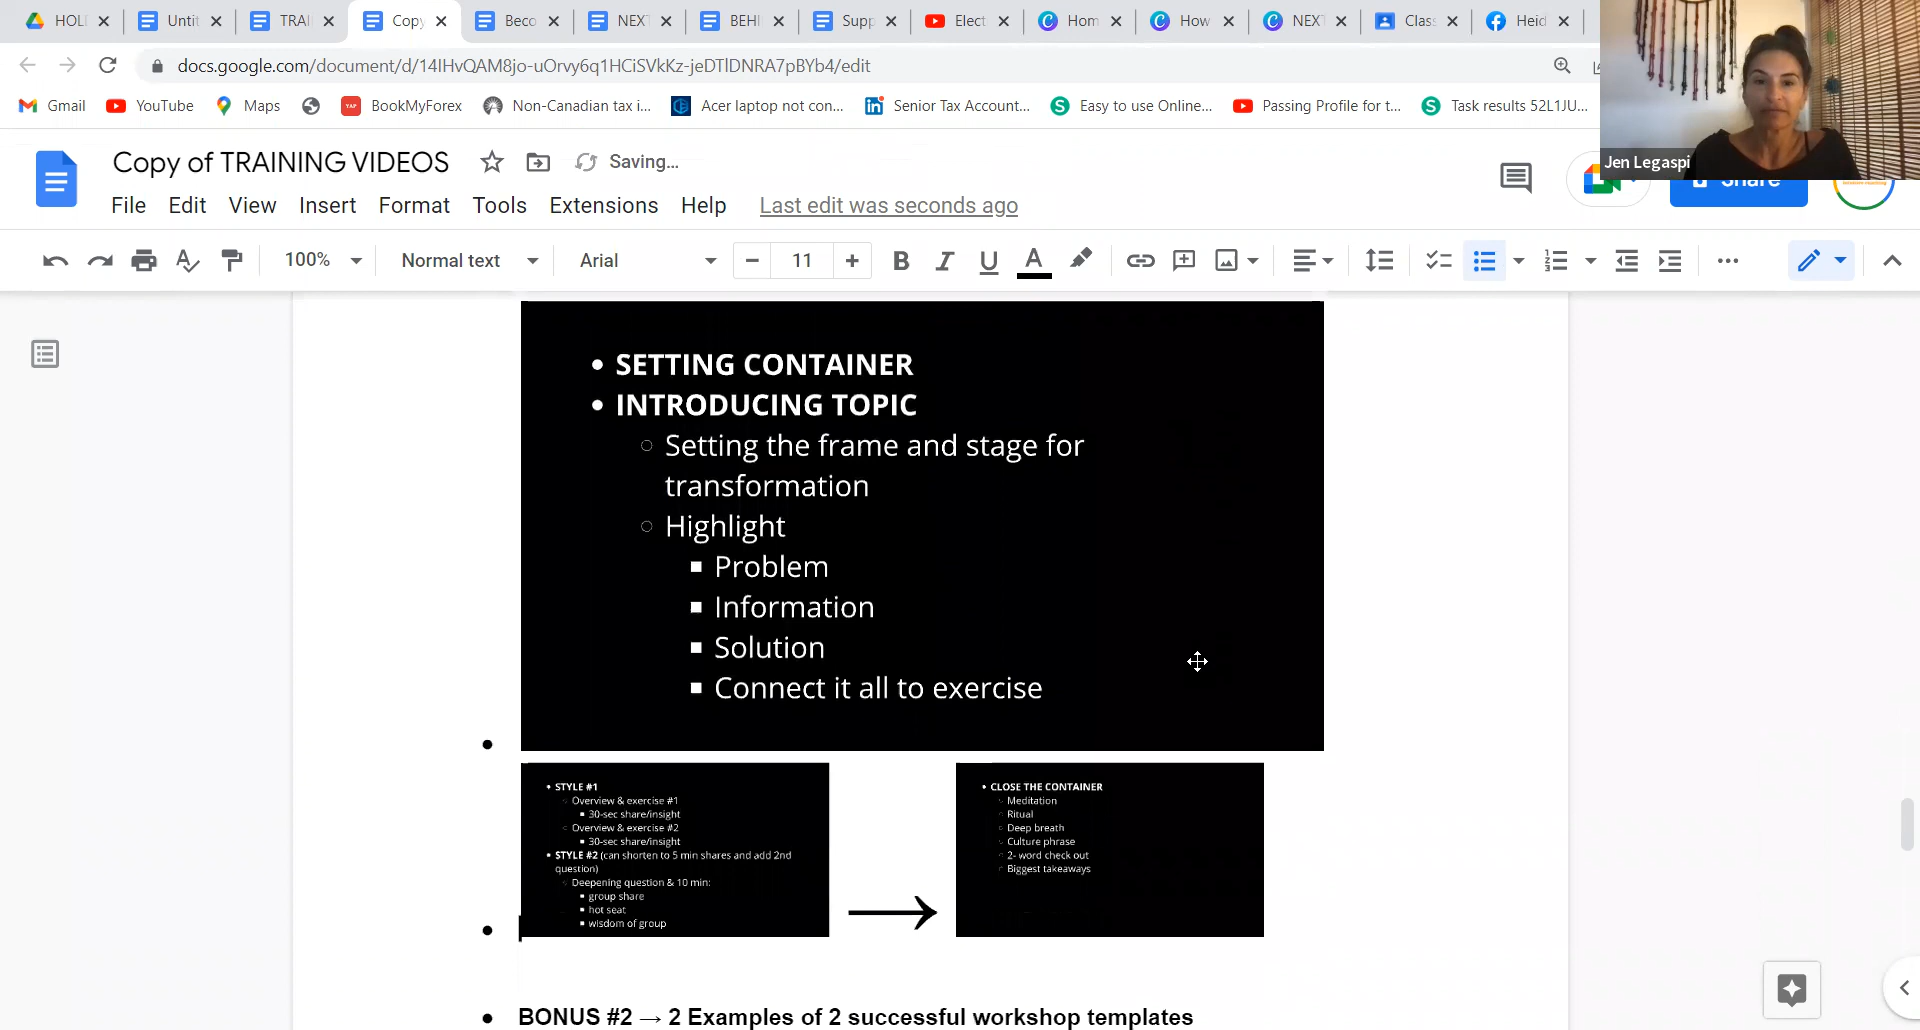 HOLI
Untit
TRAI
Copy
Beco
NEXT
BEHI
Supp
Elect
Hom
How
NEXT
Clas
Heid
docs.google.com/document/d/14IHvQAM8jo-uOrvy6q1HCiSVkKz-jeDTlDNRA7pBYb4/edit
Gmail
YouTube
Maps
BookMyForex
Non-Canadian tax i...
Acer laptop not con...
Senior Tax Account...
Easy to use Online...
Passing Profile for t...
Task results 52L1JU...
Jen Legaspi
Copy of TRAINING VIDEOS
Saving...
Share
File Edit View Insert Format Tools Extensions Help Last edit was seconds ago
100% Normal text Arial 11
• SETTING CONTAINER
• INTRODUCING TOPIC
Setting the frame and stage for
transformation
Highlight
Problem
Information
Solution
Connect it all to exercise
• STYLE #1
Overview & exercise #1
30-sec share/insight
Overview & exercise #2
30-sec share/insight
• STYLE #2 (can shorten to 5 min shares and add 2nd
question)
Deepening question & 10 min:
group share
hot seat
wisdom of group
→
• CLOSE THE CONTAINER
Meditation
Ritual
Deep breath
Culture phrase
2- word check out
Biggest takeaways
• BONUS #2 → 2 Examples of 2 successful workshop templates